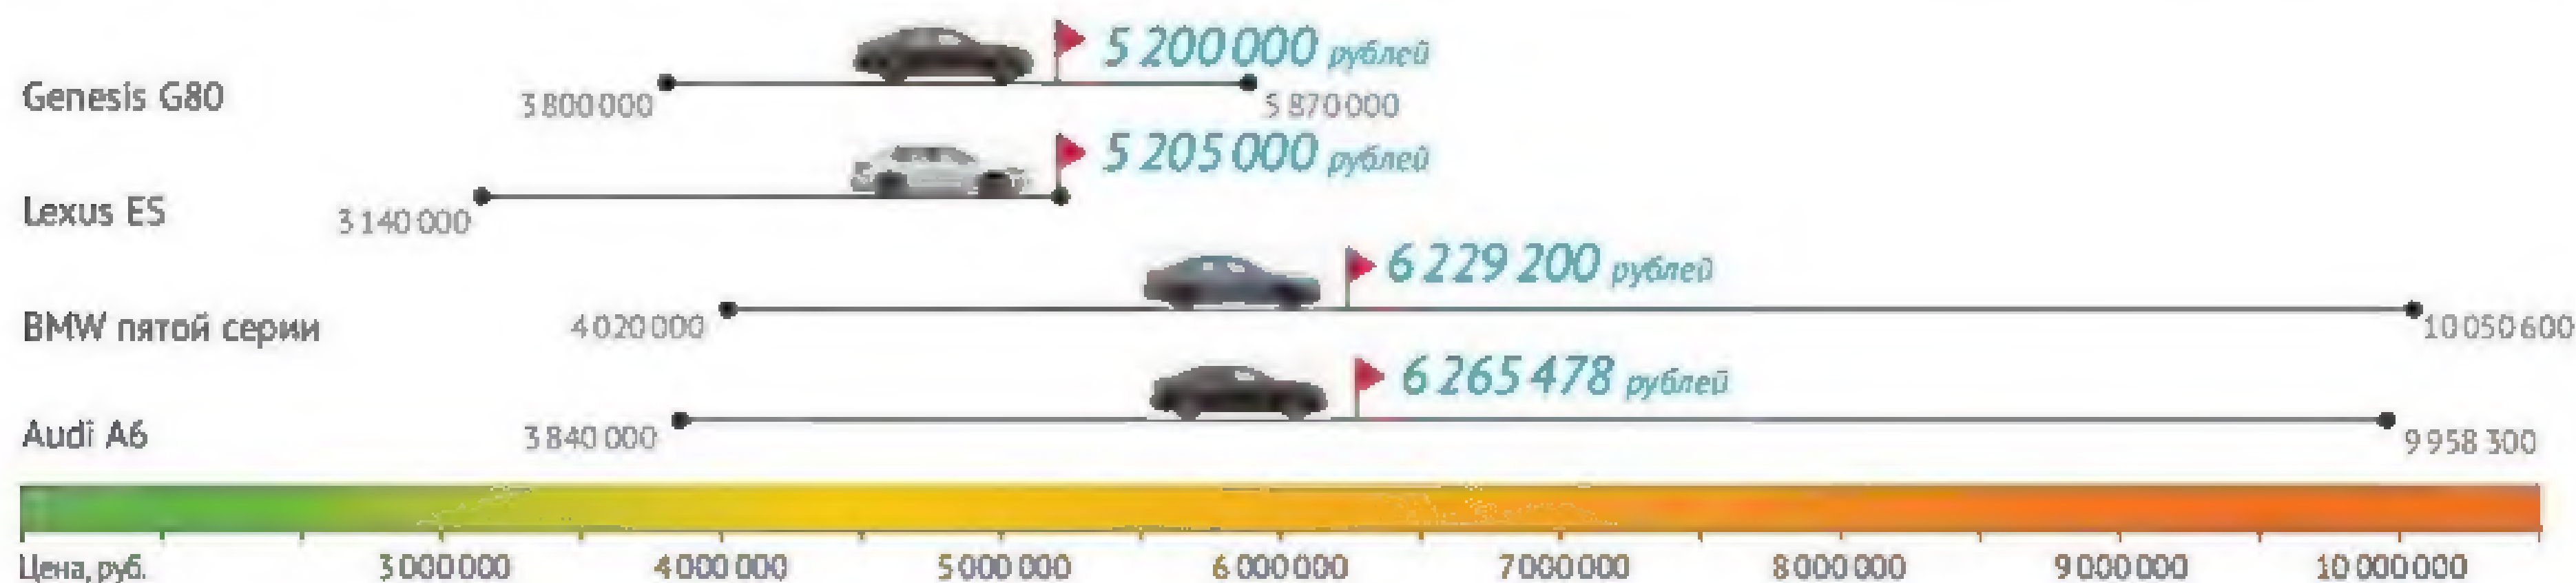 5 200 000 рублей
Genesis G80
3 800 000
5 870 000
5 205 000 рублей
Lexus ES
3 140 000
6 229 200 рублей
BMW пятой серии
4 020 000
10 050 600
6 265 478 рублей
Audi A6
3 840 000
9 958 300
Цена, руб. 3 000 000 4 000 000 5 000 000 6 000 000 7 000 000 8 000 000 9 000 000 10 000 000